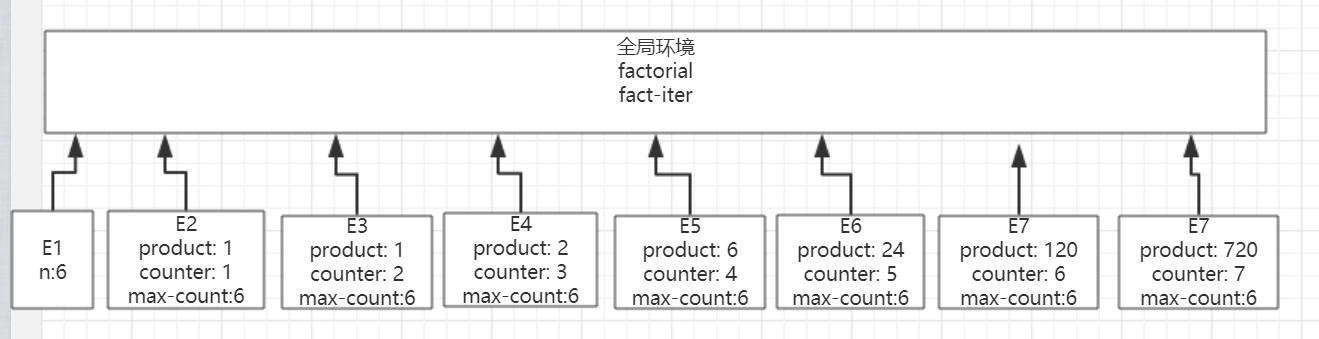 全局环境
factorial
fact-iter
E1
n:6
E2
product: 1
counter: 1
max-count:6
E3
product: 1
counter: 2
max-count:6
E4
product: 2
counter: 3
max-count:6
E5
product: 6
counter: 4
max-count:6
E6
product: 24
counter: 5
max-count:6
E7
product: 120
counter: 6
max-count:6
E7
product: 720
counter: 7
max-count:6